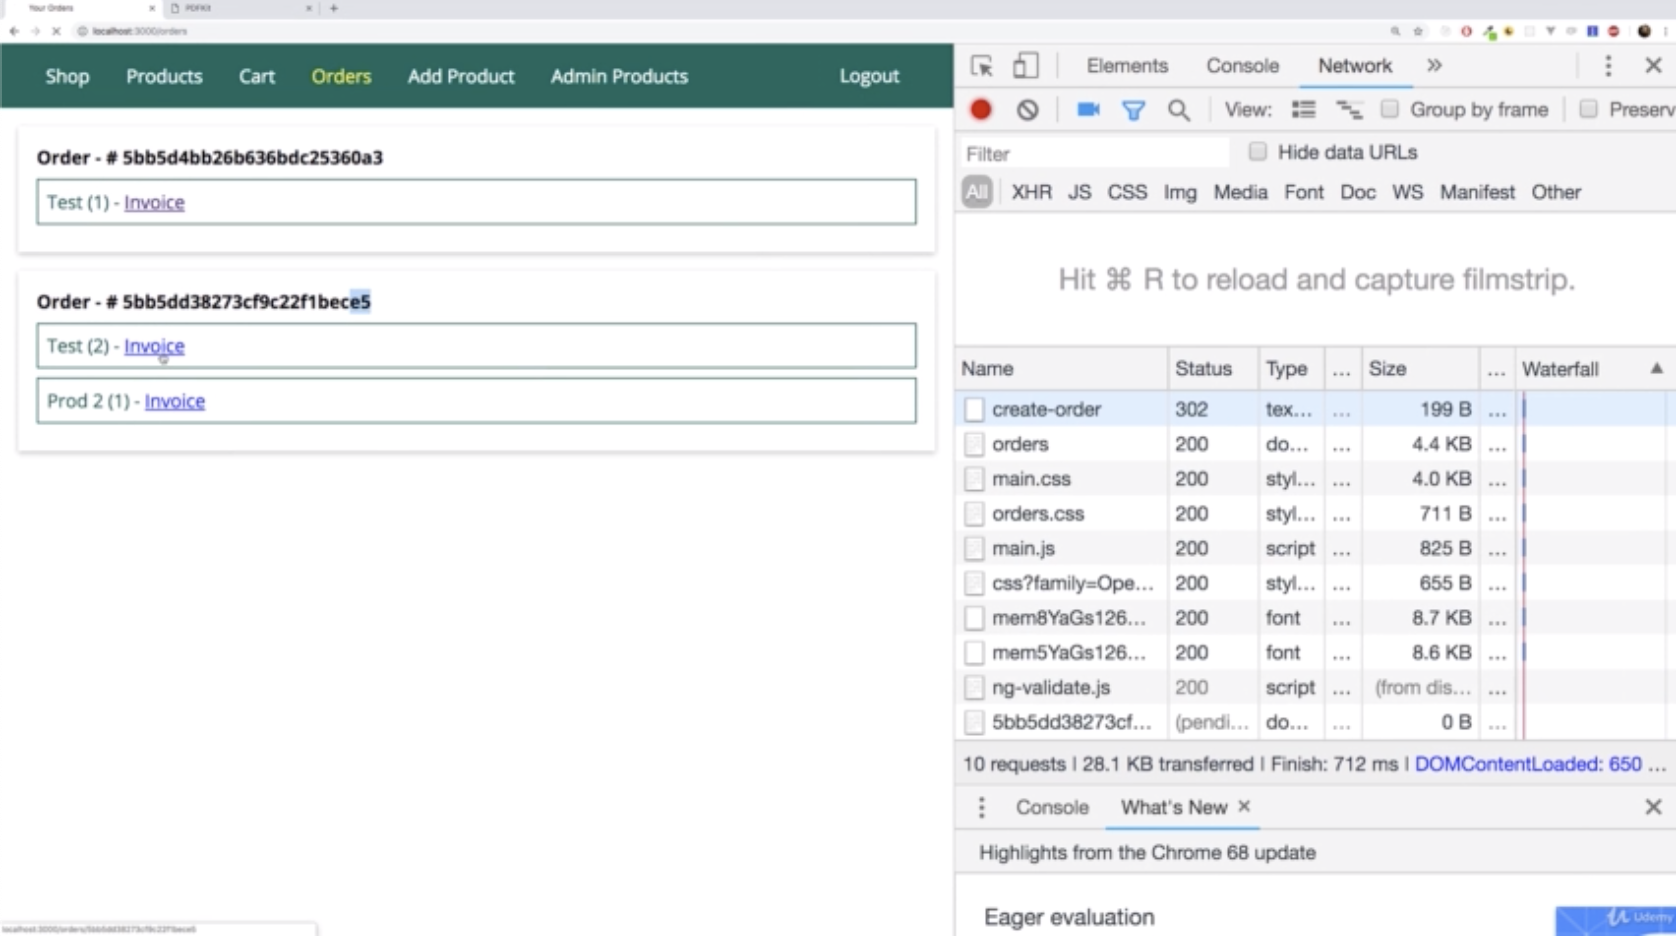 Your Orders
PDFKit
localhost:3000/orders
Shop Products Cart Orders Add Product Admin Products Logout
Order - # 5bb5d4bb26b636bdc25360a3
Test (1) - Invoice
Order - # 5bb5dd38273cf9c22f1bece5
Test (2) - Invoice
Prod 2 (1) - Invoice
localhost:3000/orders/5bb5dd38273cf9c22f1bece5
Elements Console Network »
View: Group by frame Preserv
Filter Hide data URLs
All XHR JS CSS Img Media Font Doc WS Manifest Other
Hit ⌘ R to reload and capture filmstrip.
Name Status Type ... Size ... Waterfall
create-order 302 tex... ... 199 B ...
orders 200 do... ... 4.4 KB ...
main.css 200 styl... ... 4.0 KB ...
orders.css 200 styl... ... 711 B ...
main.js 200 script ... 825 B ...
css?family=Ope... 200 styl... ... 655 B ...
mem8YaGs126... 200 font ... 8.7 KB ...
mem5YaGs126... 200 font ... 8.6 KB ...
ng-validate.js 200 script ... (from dis... ...
5bb5dd38273cf... (pendi... do... ... 0 B ...
10 requests | 28.1 KB transferred | Finish: 712 ms | DOMContentLoaded: 650 ...
Console What's New
Highlights from the Chrome 68 update
Eager evaluation
Udemy